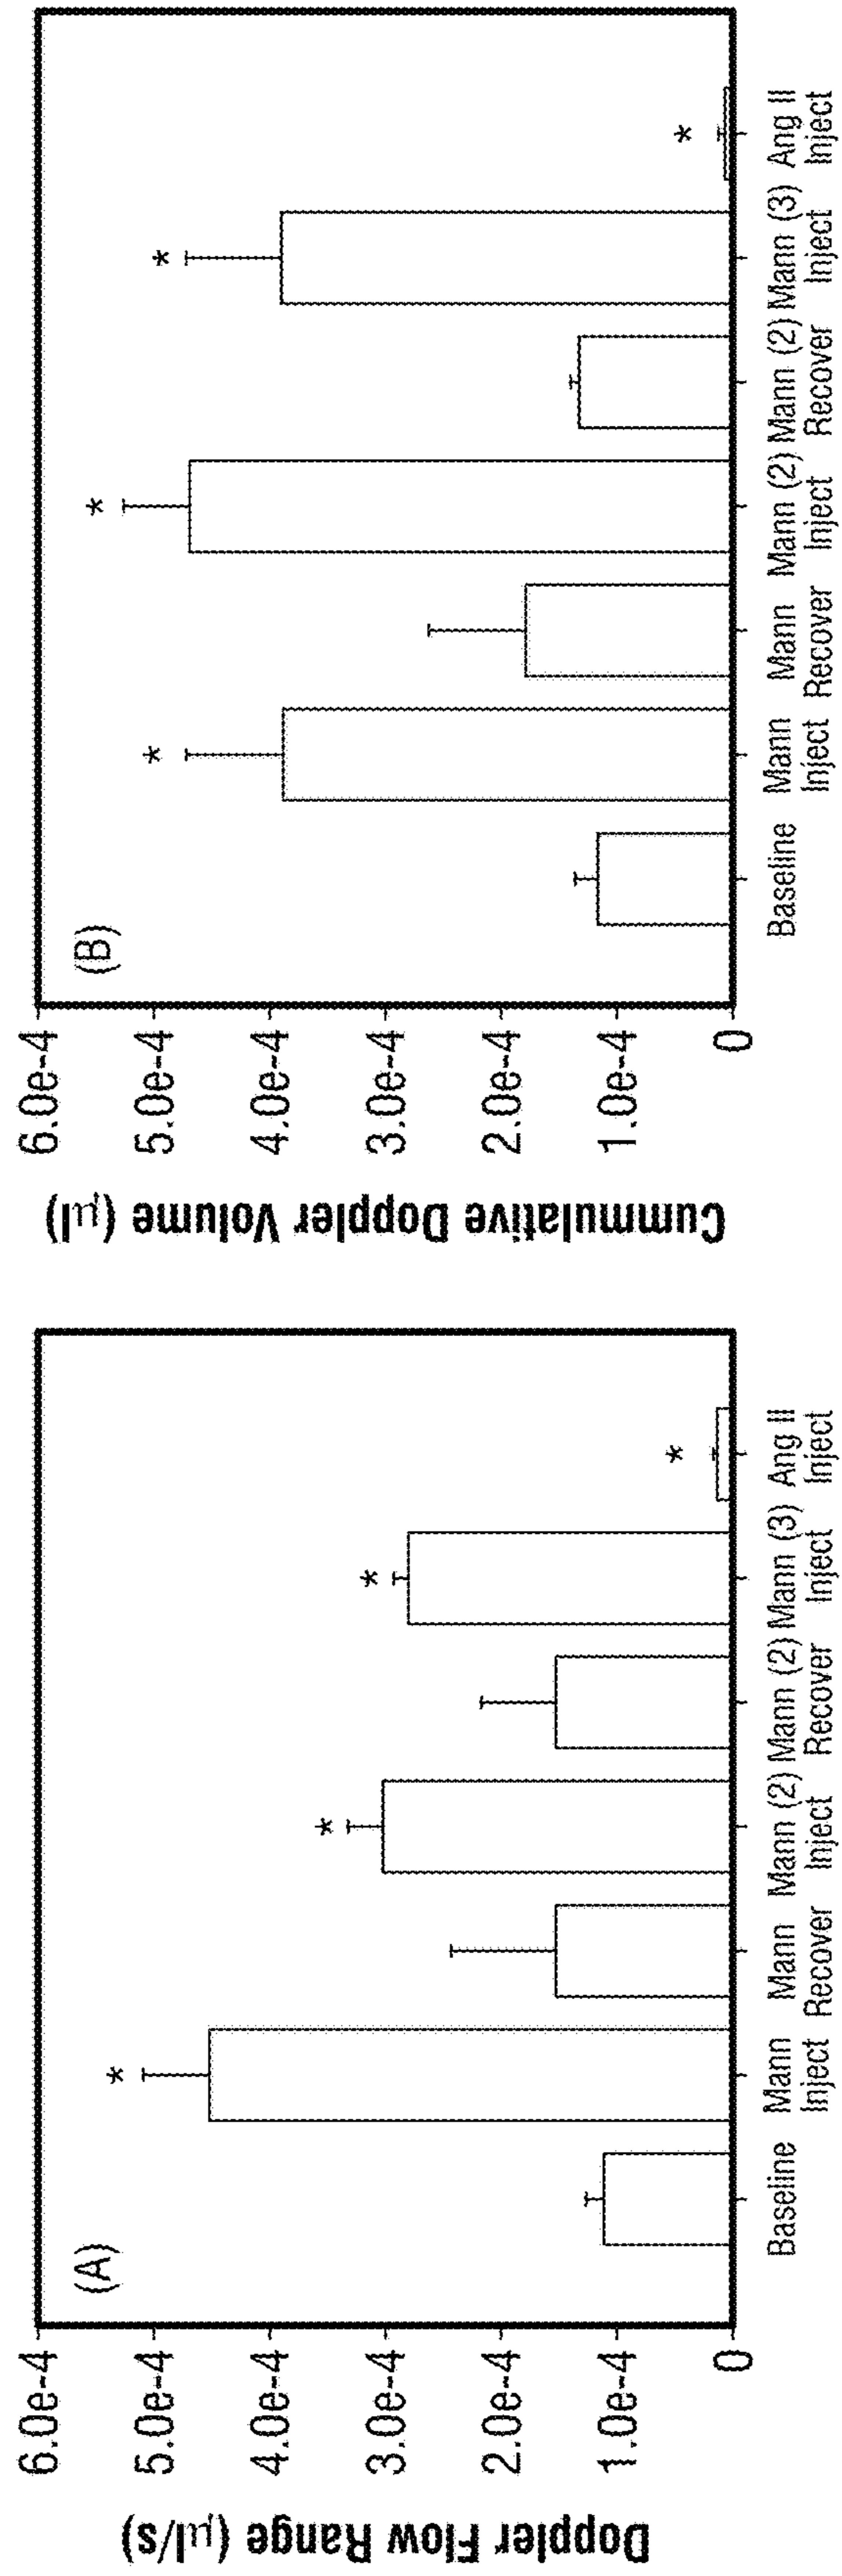 (A)
Doppler Flow Range (μl/s)
6.0e-4
5.0e-4
4.0e-4
3.0e-4
2.0e-4
1.0e-4
0
*
*
*
*
Baseline
Mann
Inject
Mann
Recover
Mann (2)
Inject
Mann (2)
Recover
Mann (3)
Inject
Ang II
Inject
(B)
Cummulative Doppler Volume (μl)
6.0e-4
5.0e-4
4.0e-4
3.0e-4
2.0e-4
1.0e-4
0
*
*
*
*
Baseline
Mann
Inject
Mann
Recover
Mann (2)
Inject
Mann (2)
Recover
Mann (3)
Inject
Ang II
Inject